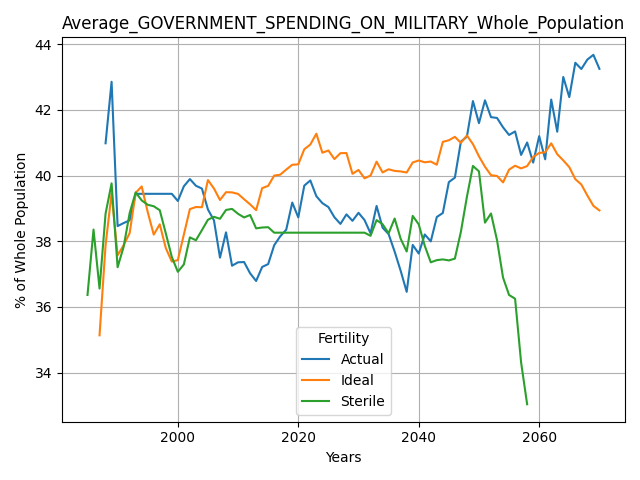 Average_GOVERNMENT_SPENDING_ON_MILITARY_Whole_Population
44
42
40
38
36
34
% of Whole Population
Fertility
Actual
Ideal
Sterile
2000
2020
2040
2060
Years